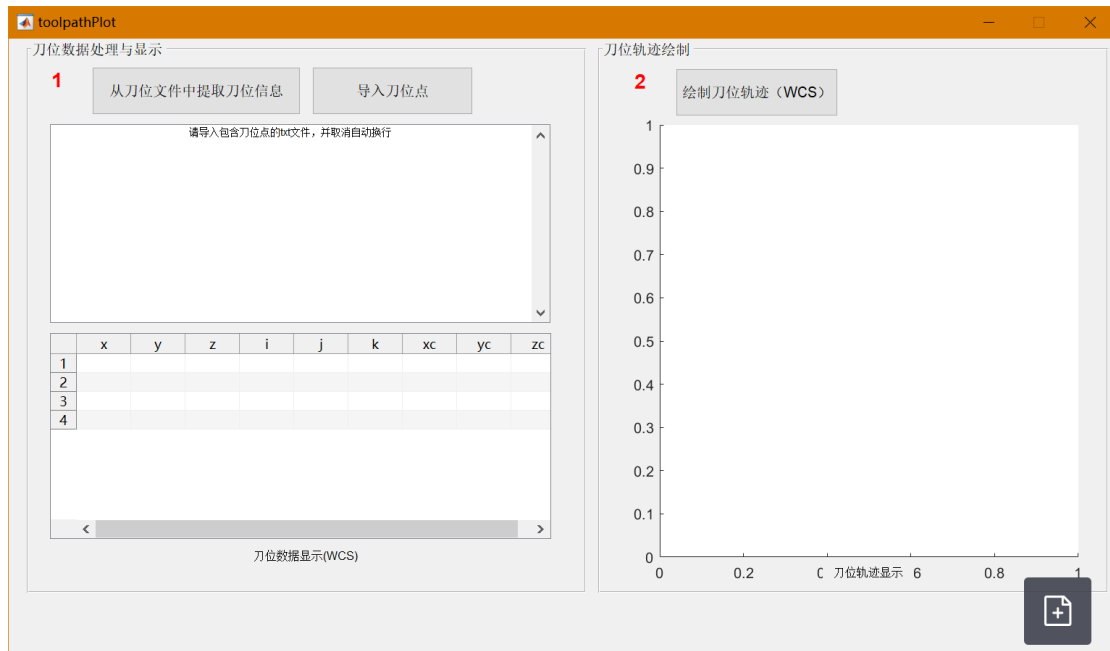 toolpathPlot
刀位数据处理与显示
1
从刀位文件中提取刀位信息
导入刀位点
请导入包含刀位点的txt文件，并取消自动换行
x y z i j k xc yc zc
1
2
3
4
刀位数据显示(WCS)
刀位轨迹绘制
2
绘制刀位轨迹（WCS）
1
0.9
0.8
0.7
0.6
0.5
0.4
0.3
0.2
0.1
0
0 0.2 刀位轨迹显示 6 0.8 1